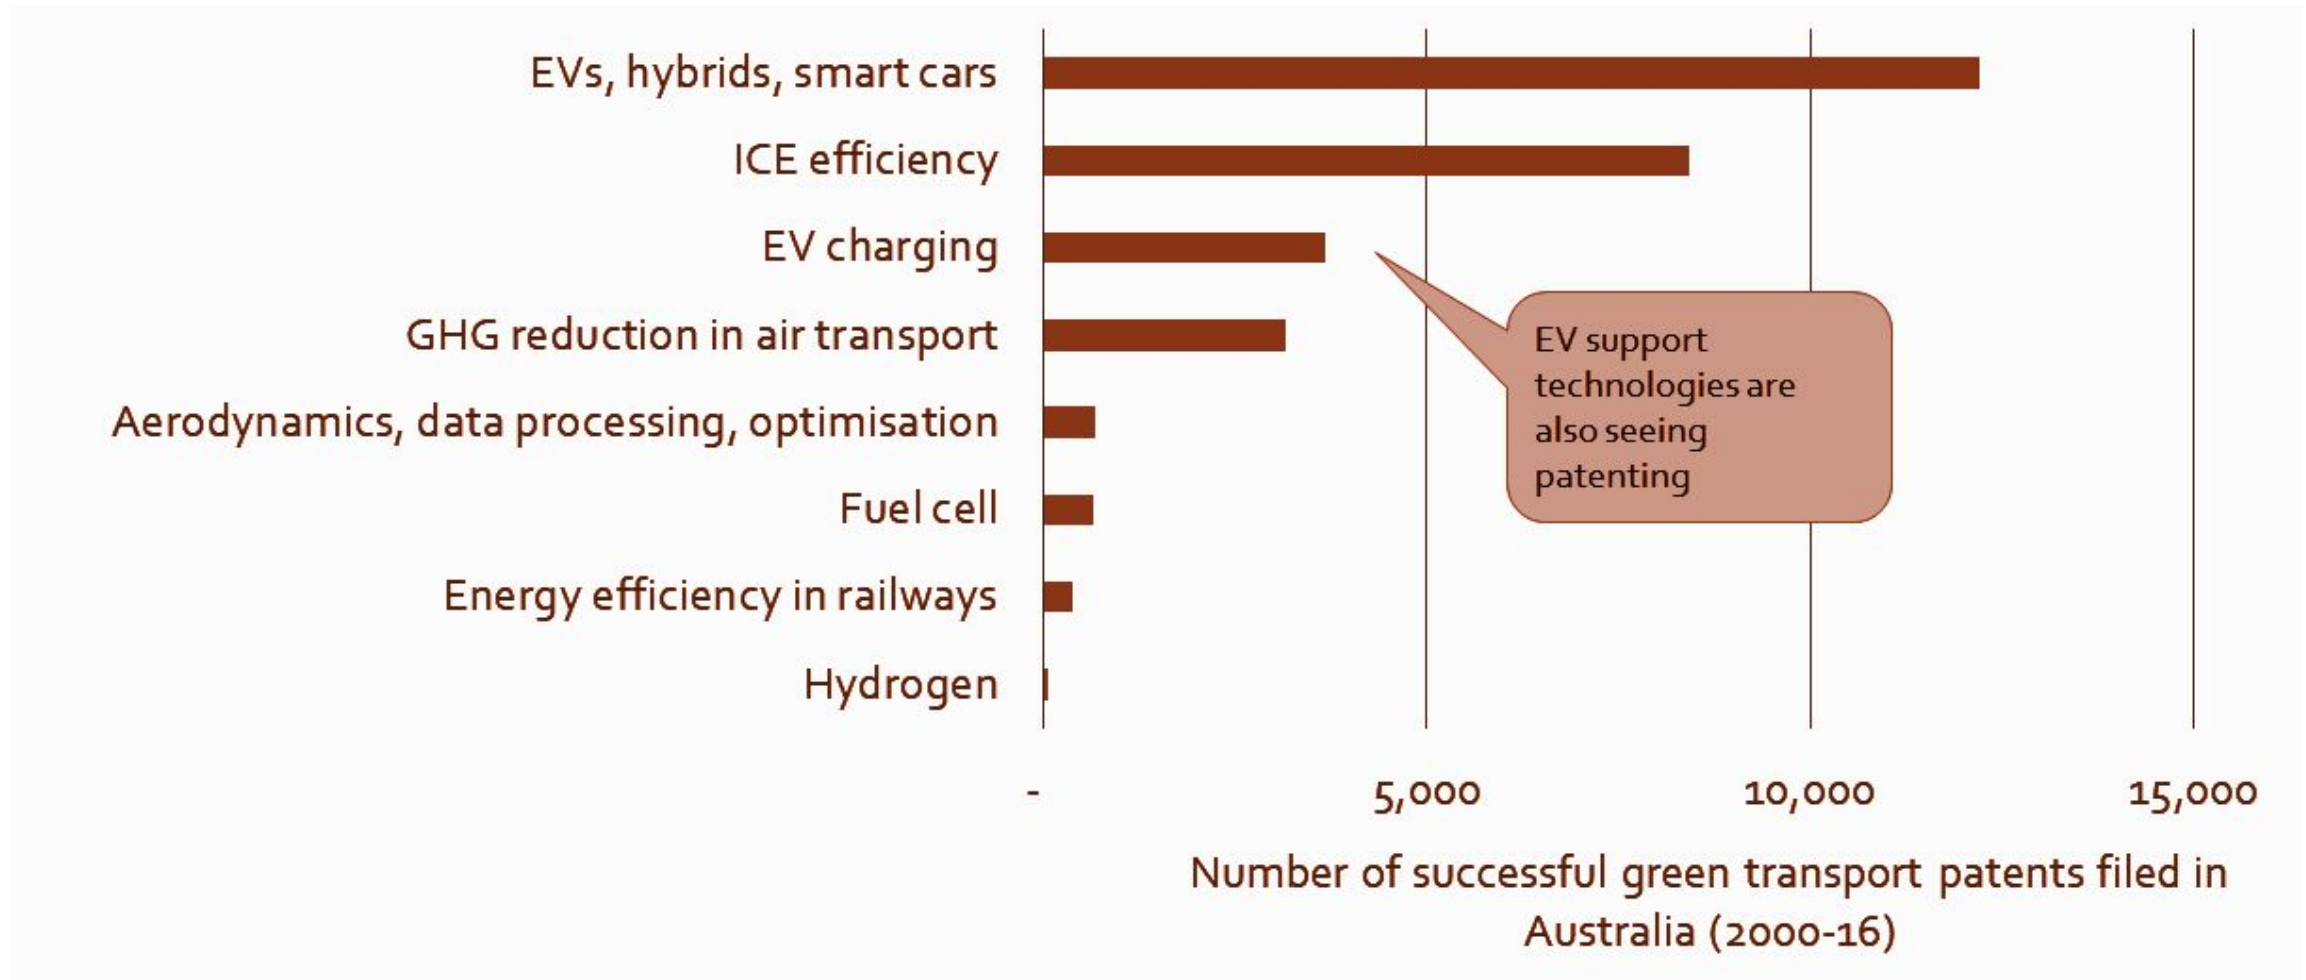 EVs, hybrids, smart cars
ICE efficiency
EV charging
GHG reduction in air transport
Aerodynamics, data processing, optimisation
Fuel cell
Energy efficiency in railways
Hydrogen
EV support
technologies are
also seeing
patenting
- 5,000 10,000 15,000
Number of successful green transport patents filed in
Australia (2000-16)